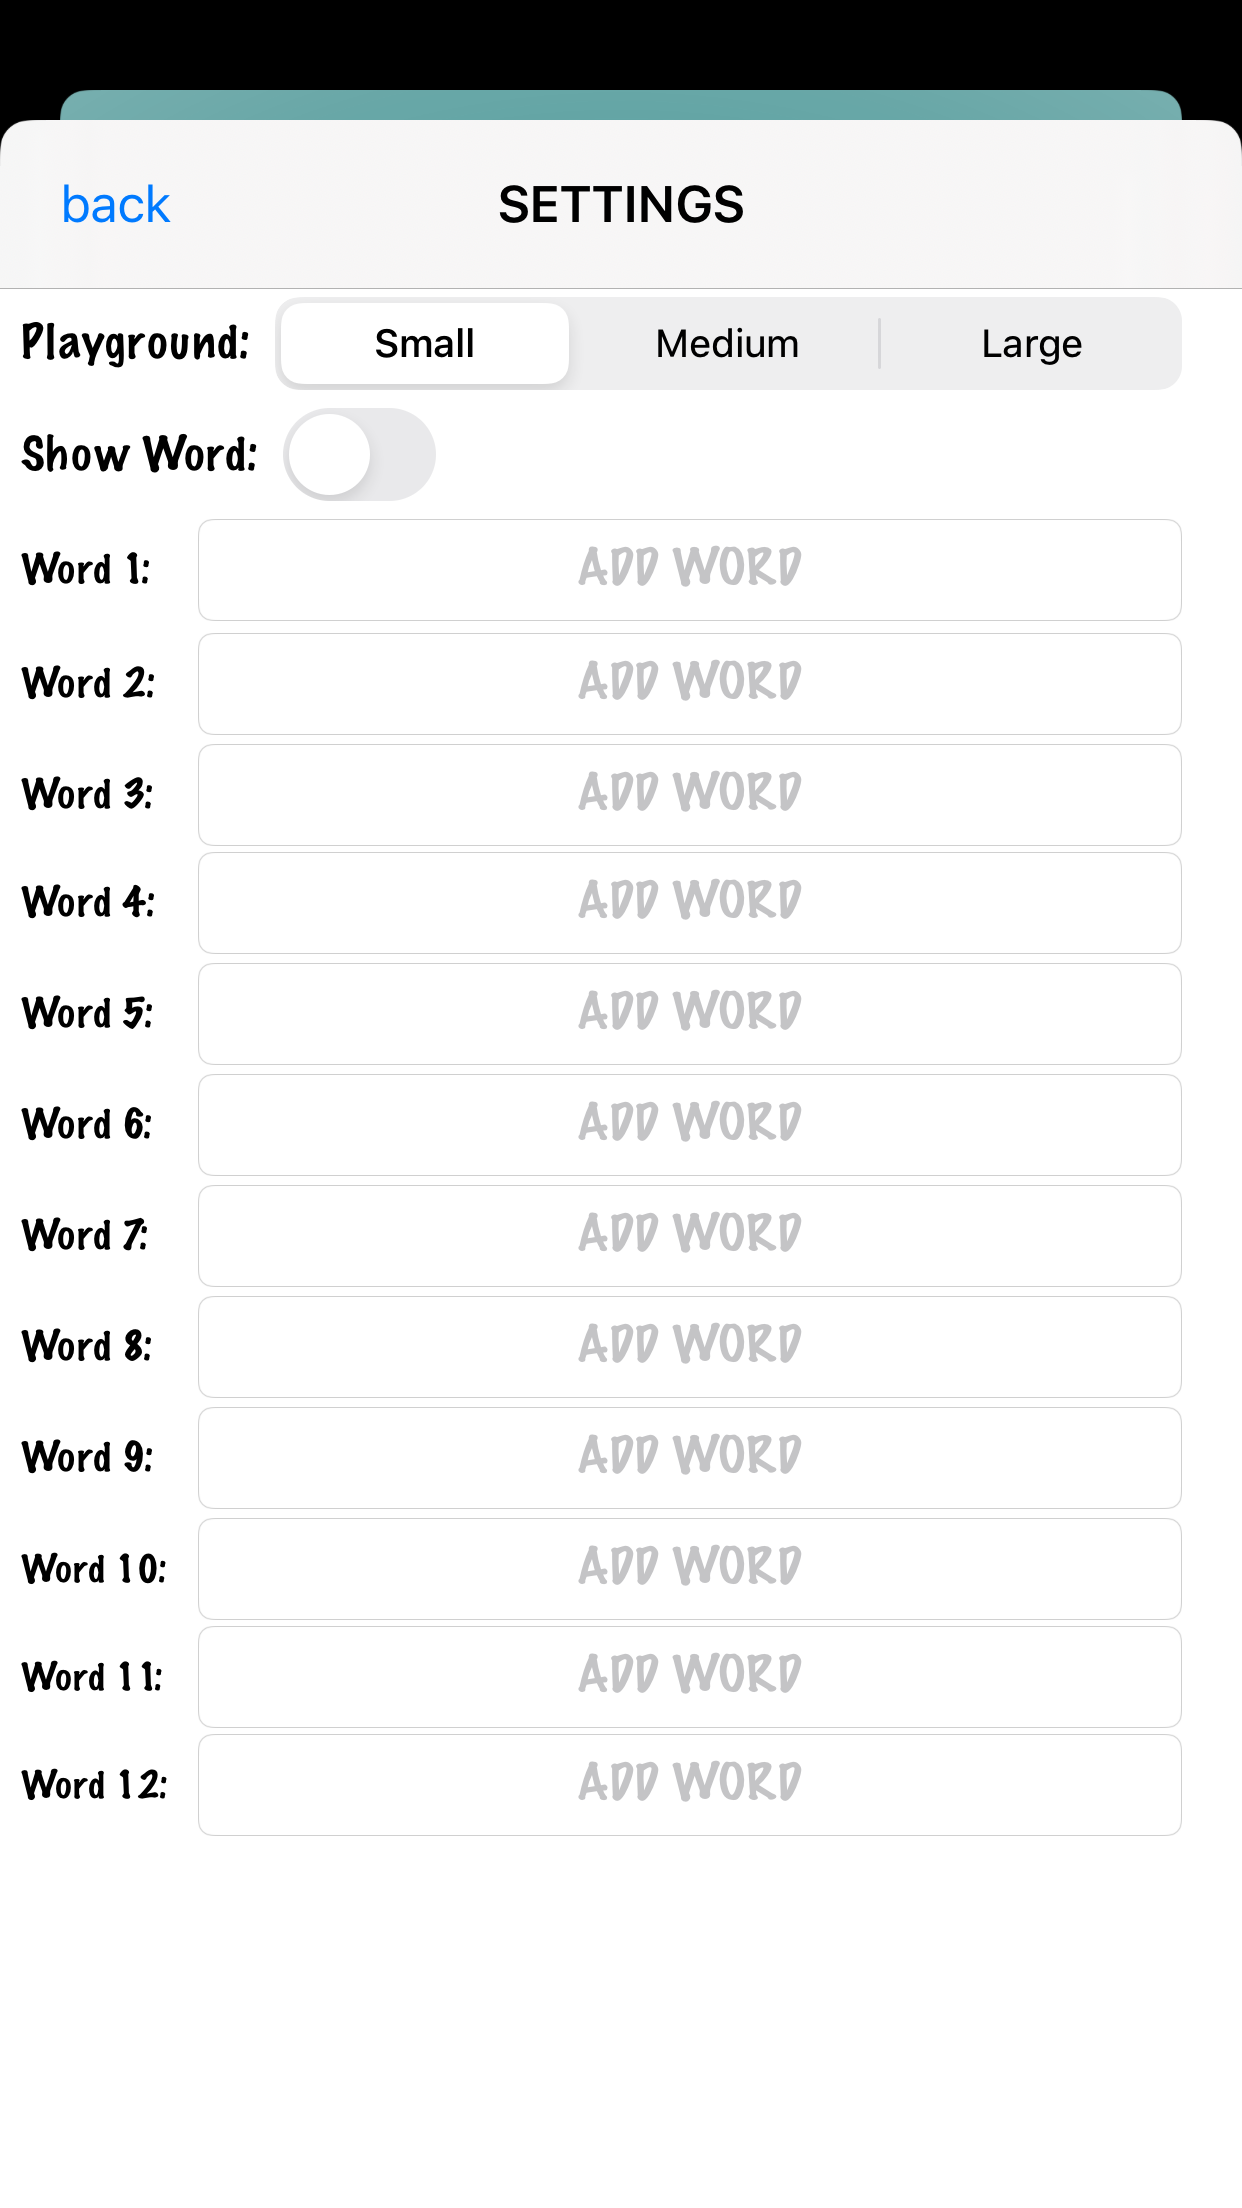 back SETTINGS
Playground: Small Medium Large
Show Word:
Word 1: ADD WORD
Word 2: ADD WORD
Word 3: ADD WORD
Word 4: ADD WORD
Word 5: ADD WORD
Word 6: ADD WORD
Word 7: ADD WORD
Word 8: ADD WORD
Word 9: ADD WORD
Word 10: ADD WORD
Word 11: ADD WORD
Word 12: ADD WORD